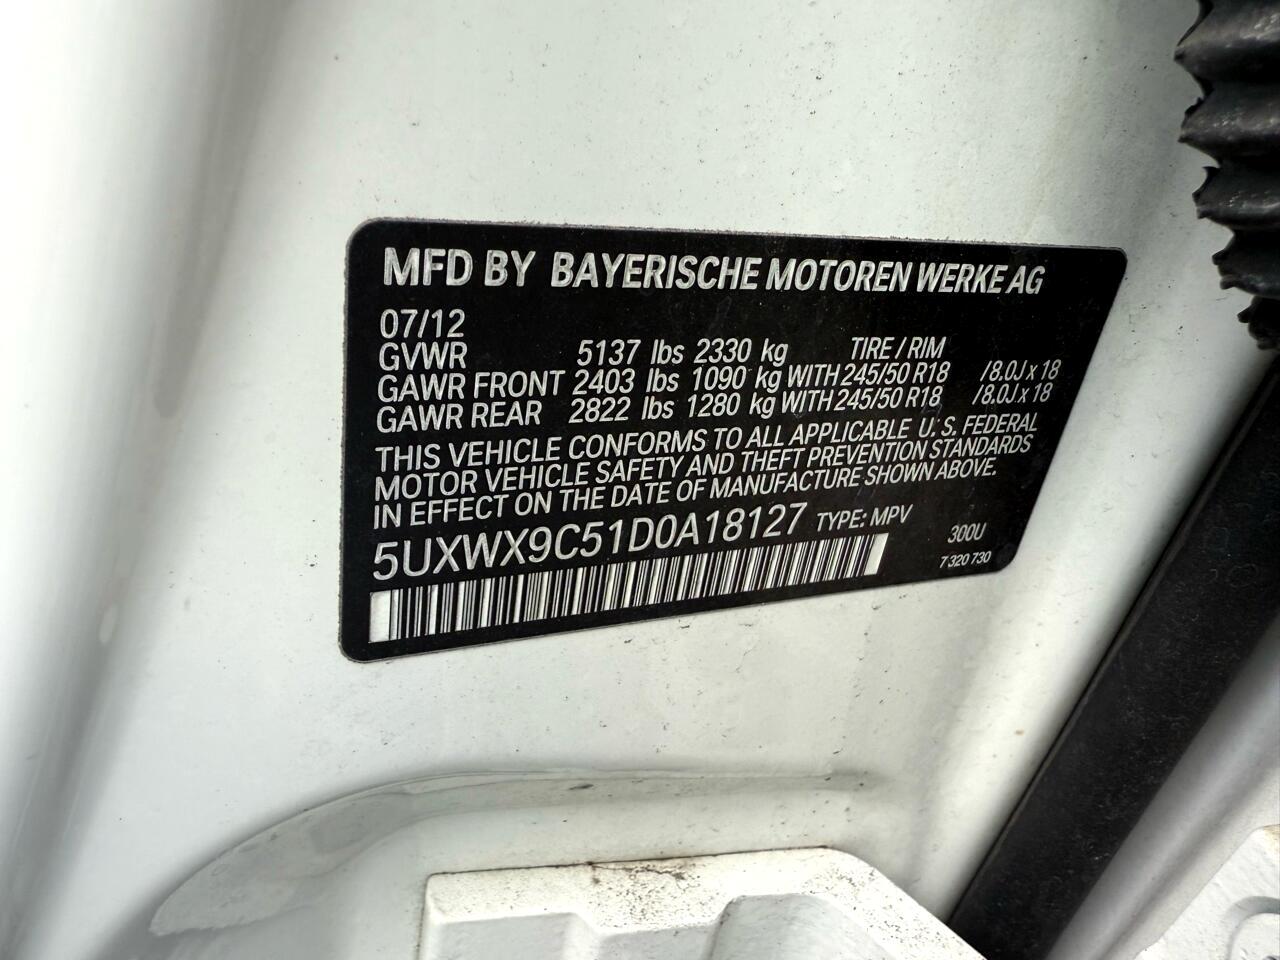 MFD BY BAYERISCHE MOTOREN WERKE AG
07/12
GVWR 5137 lbs 2330 kg TIRE / RIM
GAWR FRONT 2403 lbs 1090 kg WITH 245/50 R18 /8.0J x 18
GAWR REAR 2822 lbs 1280 kg WITH 245/50 R18 /8.0J x 18
THIS VEHICLE CONFORMS TO ALL APPLICABLE U.S. FEDERAL
MOTOR VEHICLE SAFETY AND THEFT PREVENTION STANDARDS
IN EFFECT ON THE DATE OF MANUFACTURE SHOWN ABOVE.
5UXWX9C51D0A18127 TYPE: MPV 300U
7 320 730